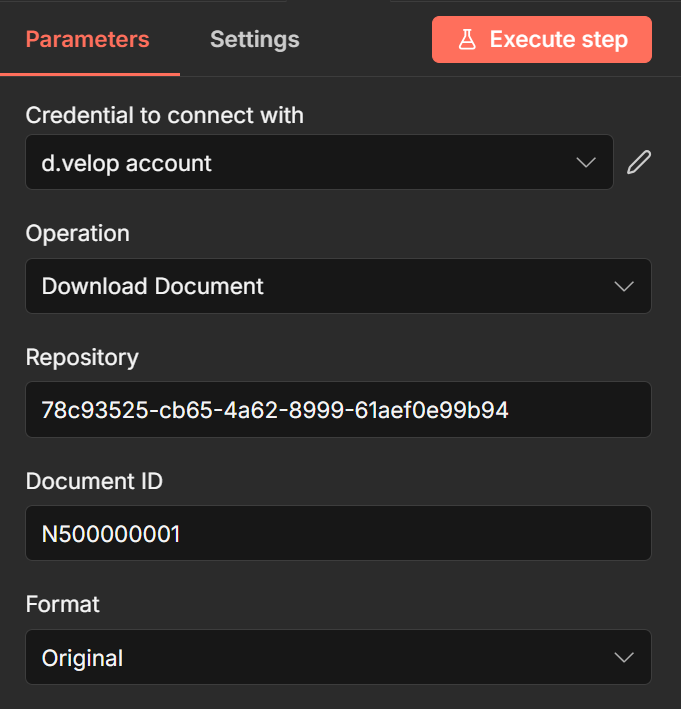 Parameters
Settings
Execute step
Credential to connect with
d.velop account
Operation
Download Document
Repository
78c93525-cb65-4a62-8999-61aef0e99b94
Document ID
N500000001
Format
Original